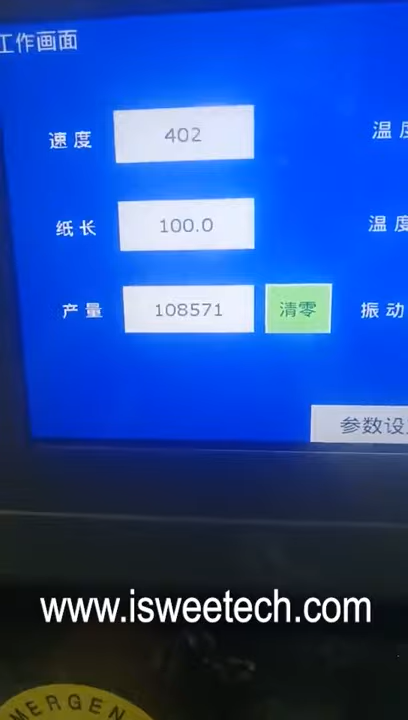 工作画面
速度 402 温度
纸长 100.0 温度
产量 108571 清零 振动
参数设
www.isweetech.com
MERGEN